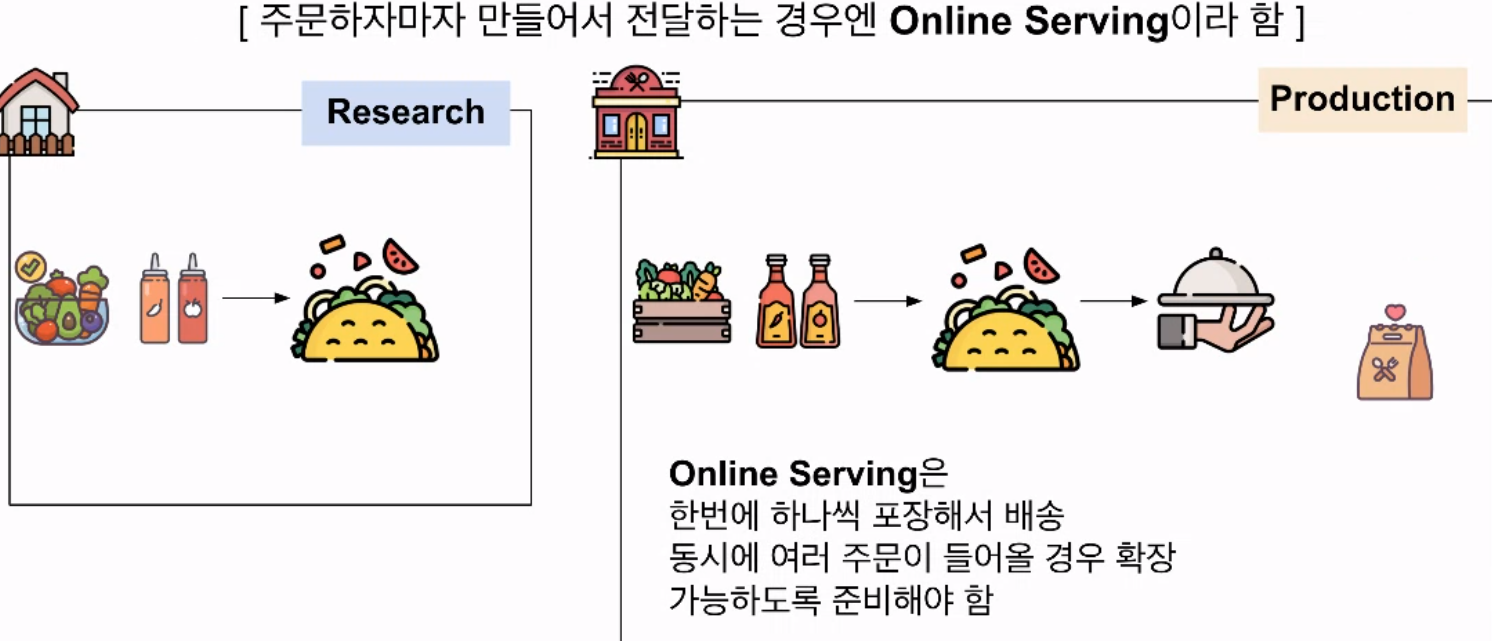 [ 주문하자마자 만들어서 전달하는 경우엔 Online Serving이라 함 ]
Research
Production
Online Serving은
한번에 하나씩 포장해서 배송
동시에 여러 주문이 들어올 경우 확장
가능하도록 준비해야 함